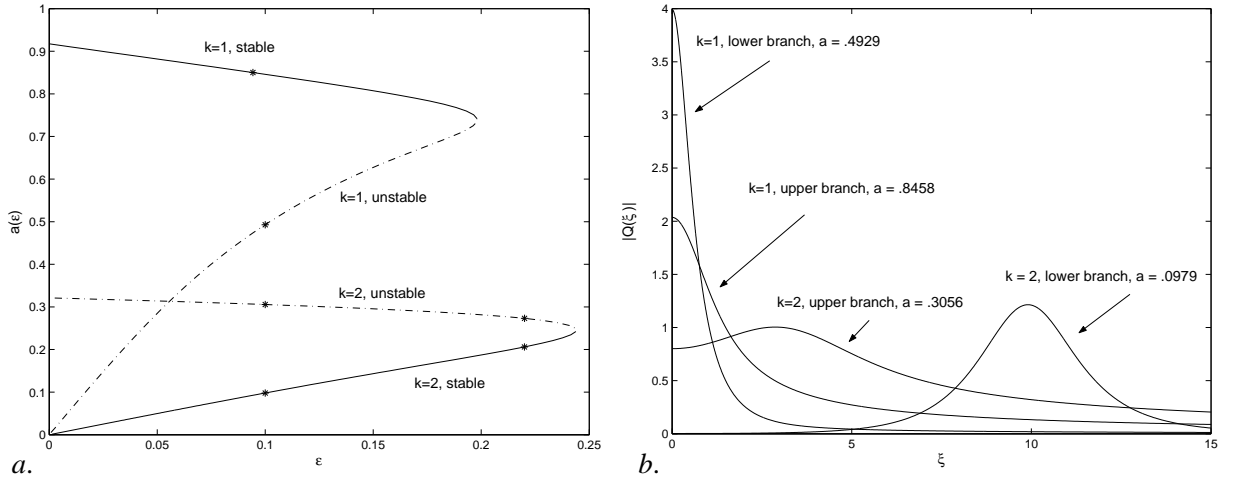 1
0.9
0.8
0.7
0.6
0.5
0.4
0.3
0.2
0.1
0
a(ε)
k=1, stable
k=1, unstable
k=2, unstable
k=2, stable
0 0.05 0.1 0.15 0.2 0.25
ε
a.
4
3.5
3
2.5
2
1.5
1
0.5
0
|Q(ξ)|
k=1, lower branch, a = .4929
k=1, upper branch, a = .8458
k = 2, lower branch, a = .0979
k=2, upper branch, a = .3056
0 5 10 15
ξ
b.